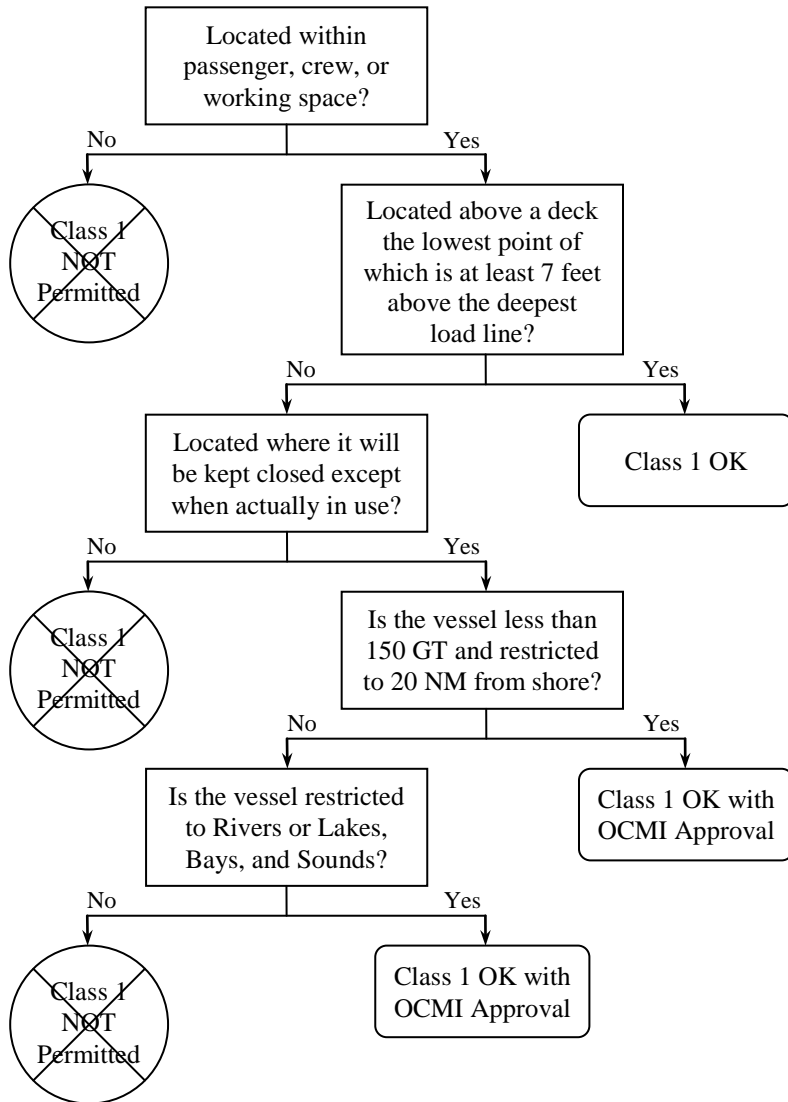 Located within
passenger, crew, or
working space?
No
Yes
Class 1
NOT
Permitted
Located above a deck
the lowest point of
which is at least 7 feet
above the deepest
load line?
No
Yes
Located where it will
be kept closed except
when actually in use?
Class 1 OK
No
Yes
Class 1
NOT
Permitted
Is the vessel less than
150 GT and restricted
to 20 NM from shore?
No
Yes
Is the vessel restricted
to Rivers or Lakes,
Bays, and Sounds?
Class 1 OK with
OCMI Approval
No
Yes
Class 1
NOT
Permitted
Class 1 OK with
OCMI Approval